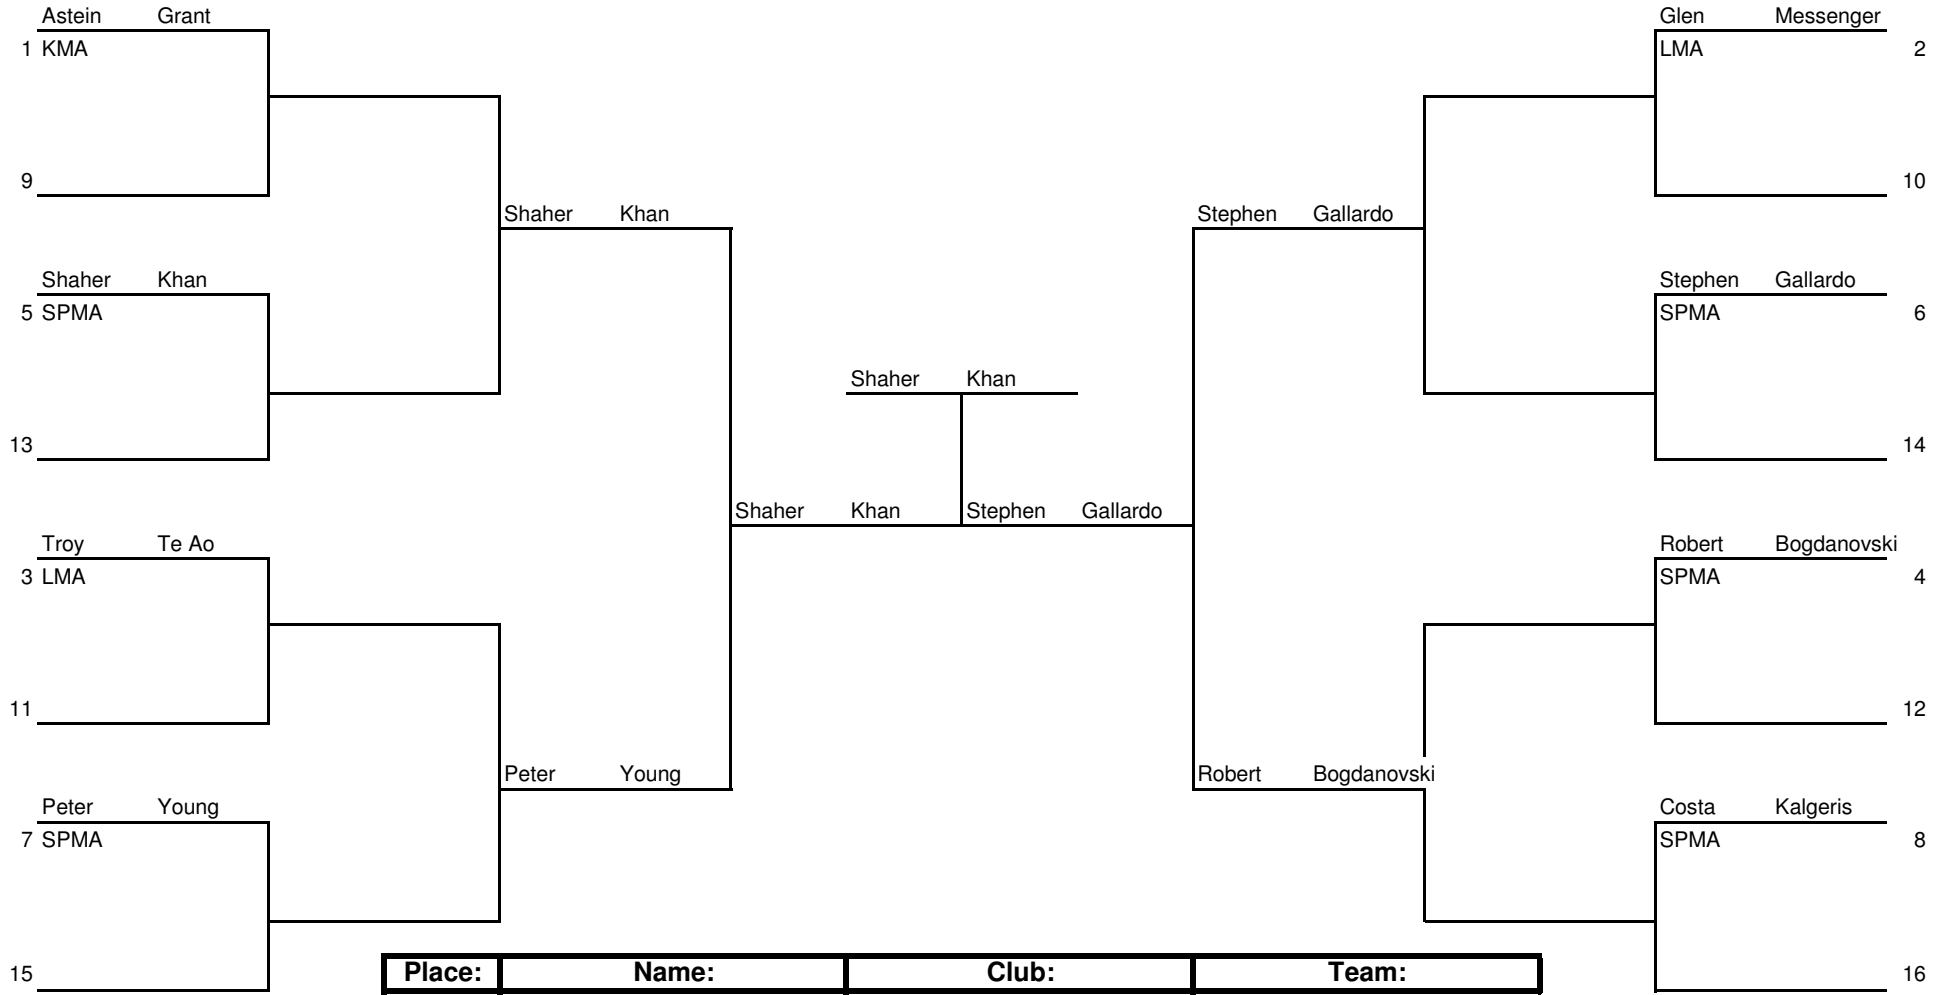 Astein Grant Glen Messenger
1 KMA LMA 2
9 10
Shaher Khan Stephen Gallardo
Shaher Khan Stephen Gallardo
5 SPMA SPMA 6
Shaher Khan
13 14
Shaher Khan Stephen Gallardo
Troy Te Ao Robert Bogdanovski
3 LMA SPMA 4
11 12
Peter Young Robert Bogdanovski
Peter Young Costa Kalgeris
7 SPMA SPMA 8
15 Place: Name: Club: Team: 16